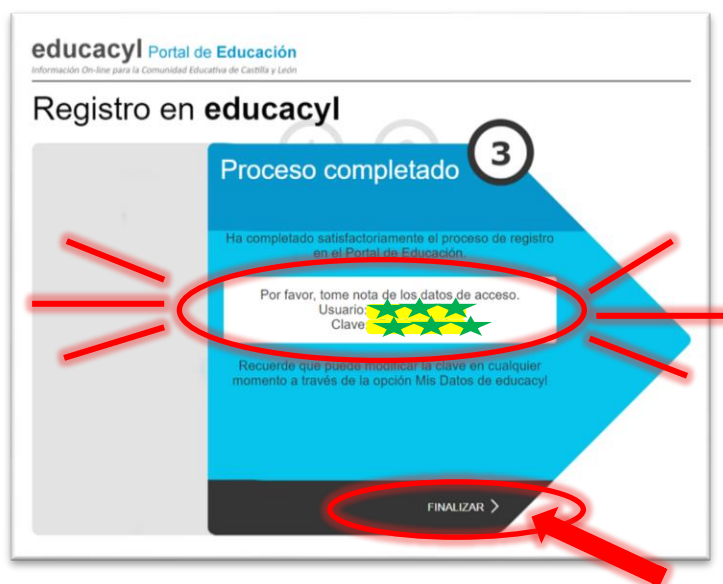 educacyl Portal de Educación
Información On-line para la Comunidad Educativa de Castilla y León
Registro en educacyl
Proceso completado 3
Ha completado satisfactoriamente el proceso de registro
en el Portal de Educación.
Por favor, tome nota de los datos de acceso.
Usuario:
Clave
Recuerde que puede modificar la clave en cualquier
momento a través de la opción Mis Datos de educacyl
FINALIZAR >